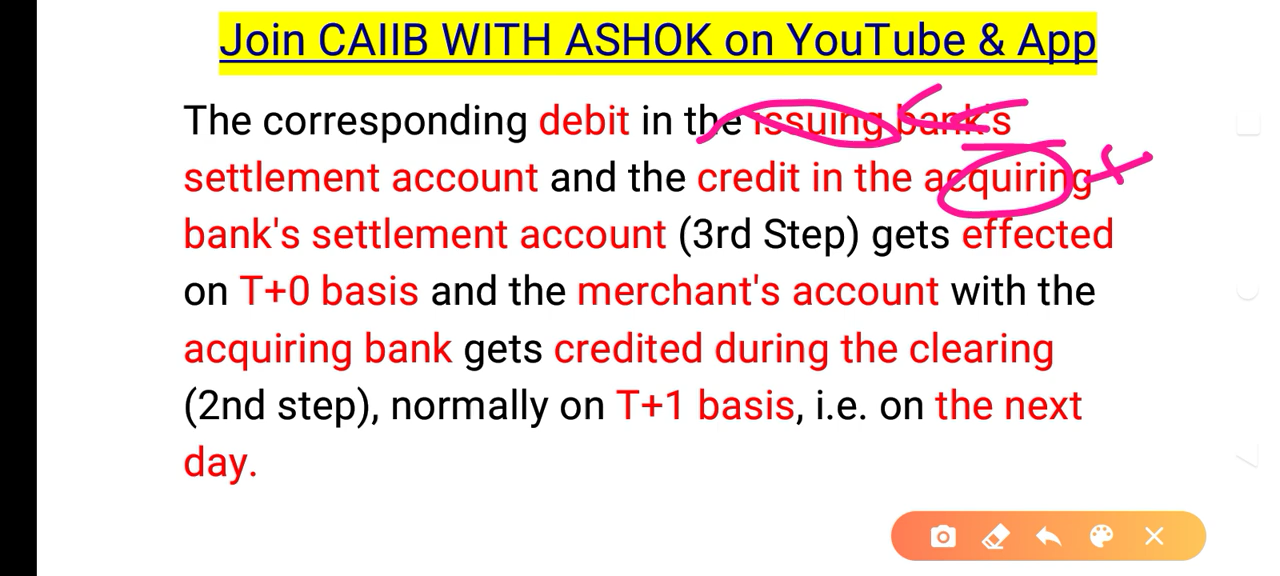 Join CAIIB WITH ASHOK on YouTube & App
The corresponding debit in the issuing bank's
settlement account and the credit in the acquiring
bank's settlement account (3rd Step) gets effected
on T+0 basis and the merchant's account with the
acquiring bank gets credited during the clearing
(2nd step), normally on T+1 basis, i.e. on the next
day.